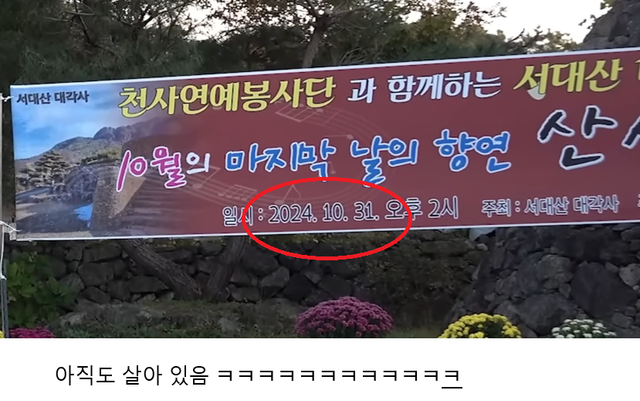 서대산 대각사
천사연예봉사단 과 함께하는 서대산
10월의 마지막 날의 향연 산
일시 : 2024. 10. 31. 오후 2시 주최 : 서대산 대각사
아직도 살아 있음 ㅋㅋㅋㅋㅋㅋㅋㅋㅋㅋㅋㅋ